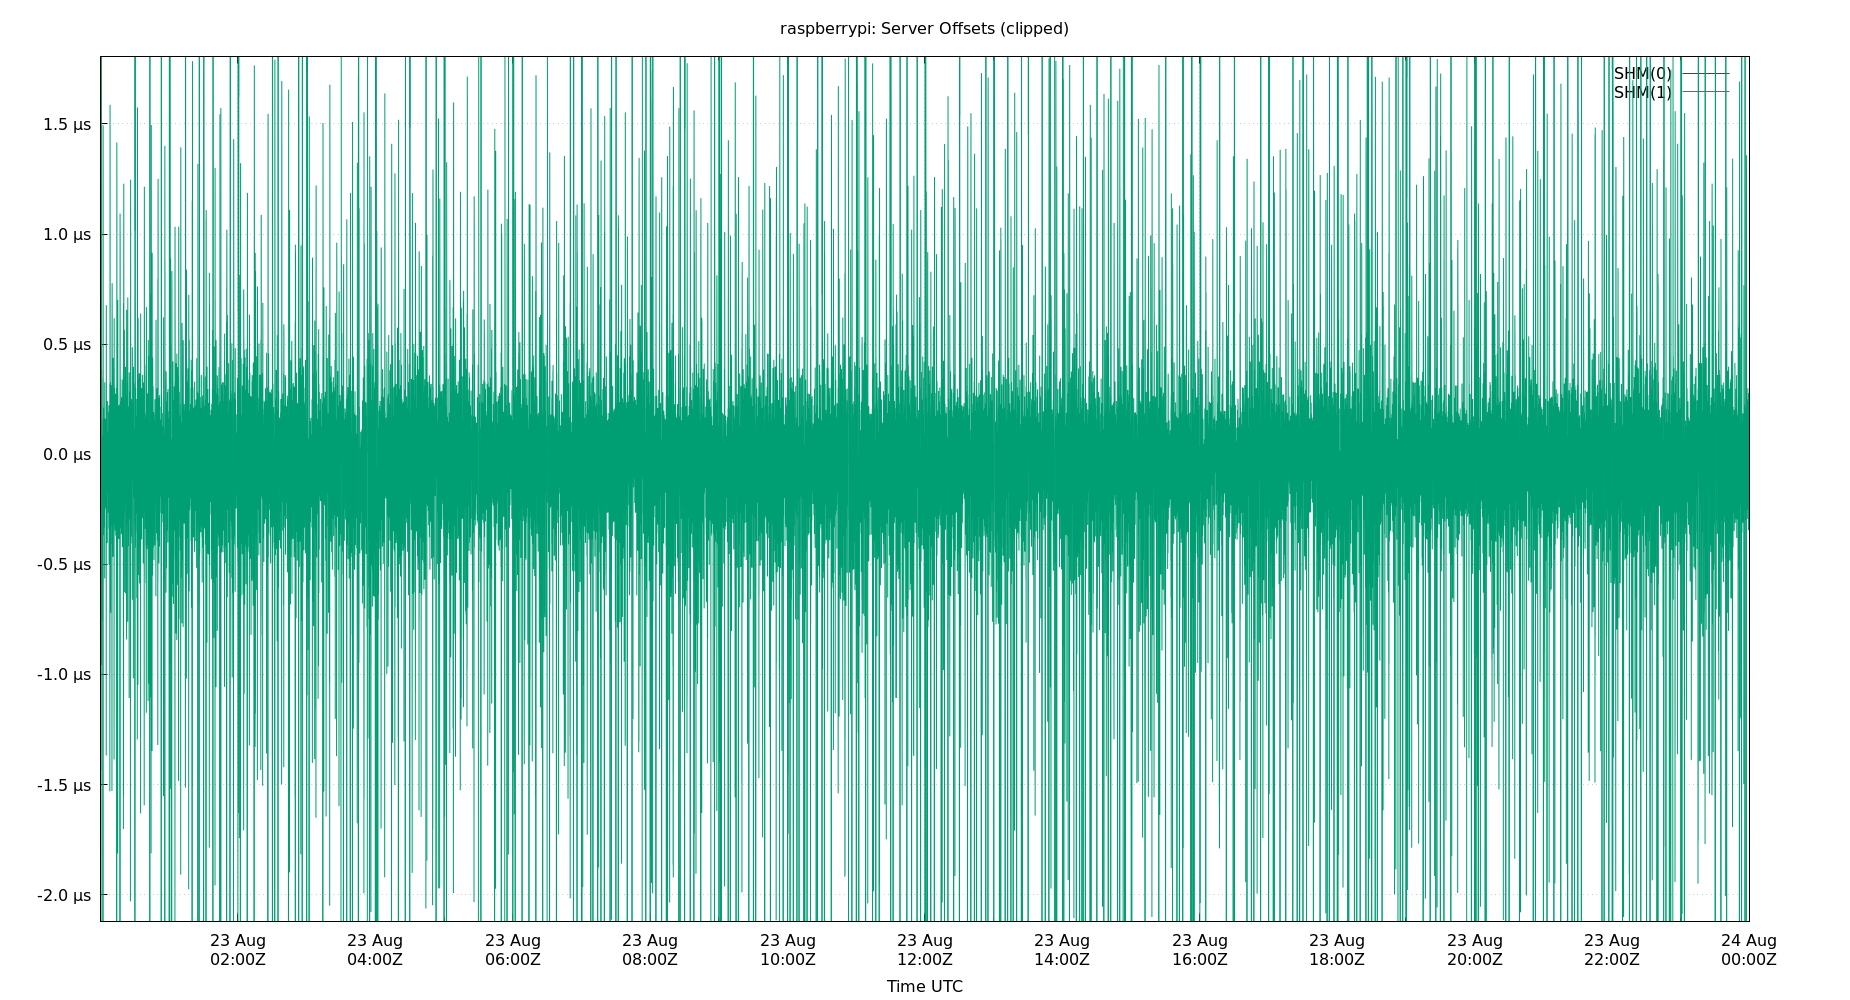 raspberrypi: Server Offsets (clipped)
SHM(0)
SHM(1)
1.5 µs
1.0 µs
0.5 µs
0.0 µs
-0.5 µs
-1.0 µs
-1.5 µs
-2.0 µs
23 Aug 23 Aug 23 Aug 23 Aug 23 Aug 23 Aug 23 Aug 23 Aug 23 Aug 23 Aug 23 Aug 24 Aug
02:00Z 04:00Z 06:00Z 08:00Z 10:00Z 12:00Z 14:00Z 16:00Z 18:00Z 20:00Z 22:00Z 00:00Z
Time UTC